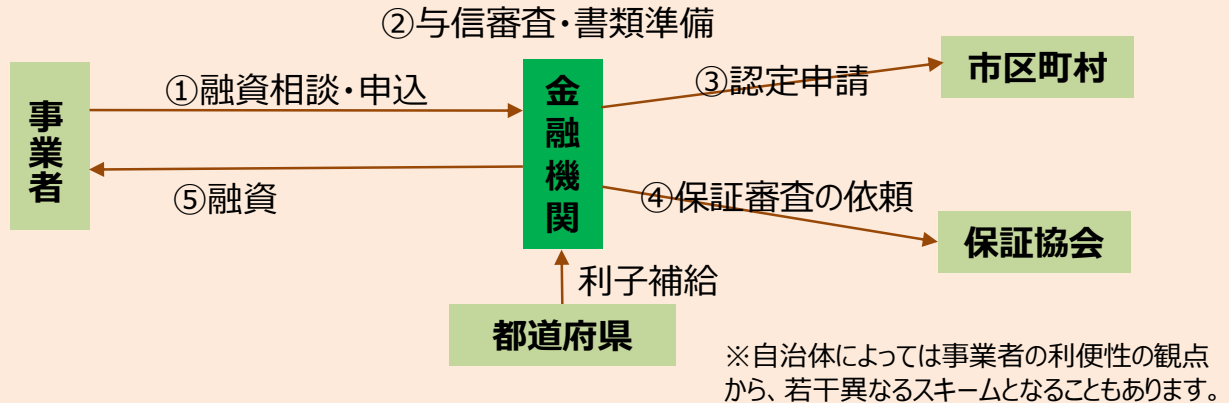 ②与信審査・書類準備
事業者
①融資相談・申込
金融機関
③認定申請
市区町村
⑤融資
④保証審査の依頼
保証協会
利子補給
都道府県
※自治体によっては事業者の利便性の観点
から、若干異なるスキームとなることもあります。